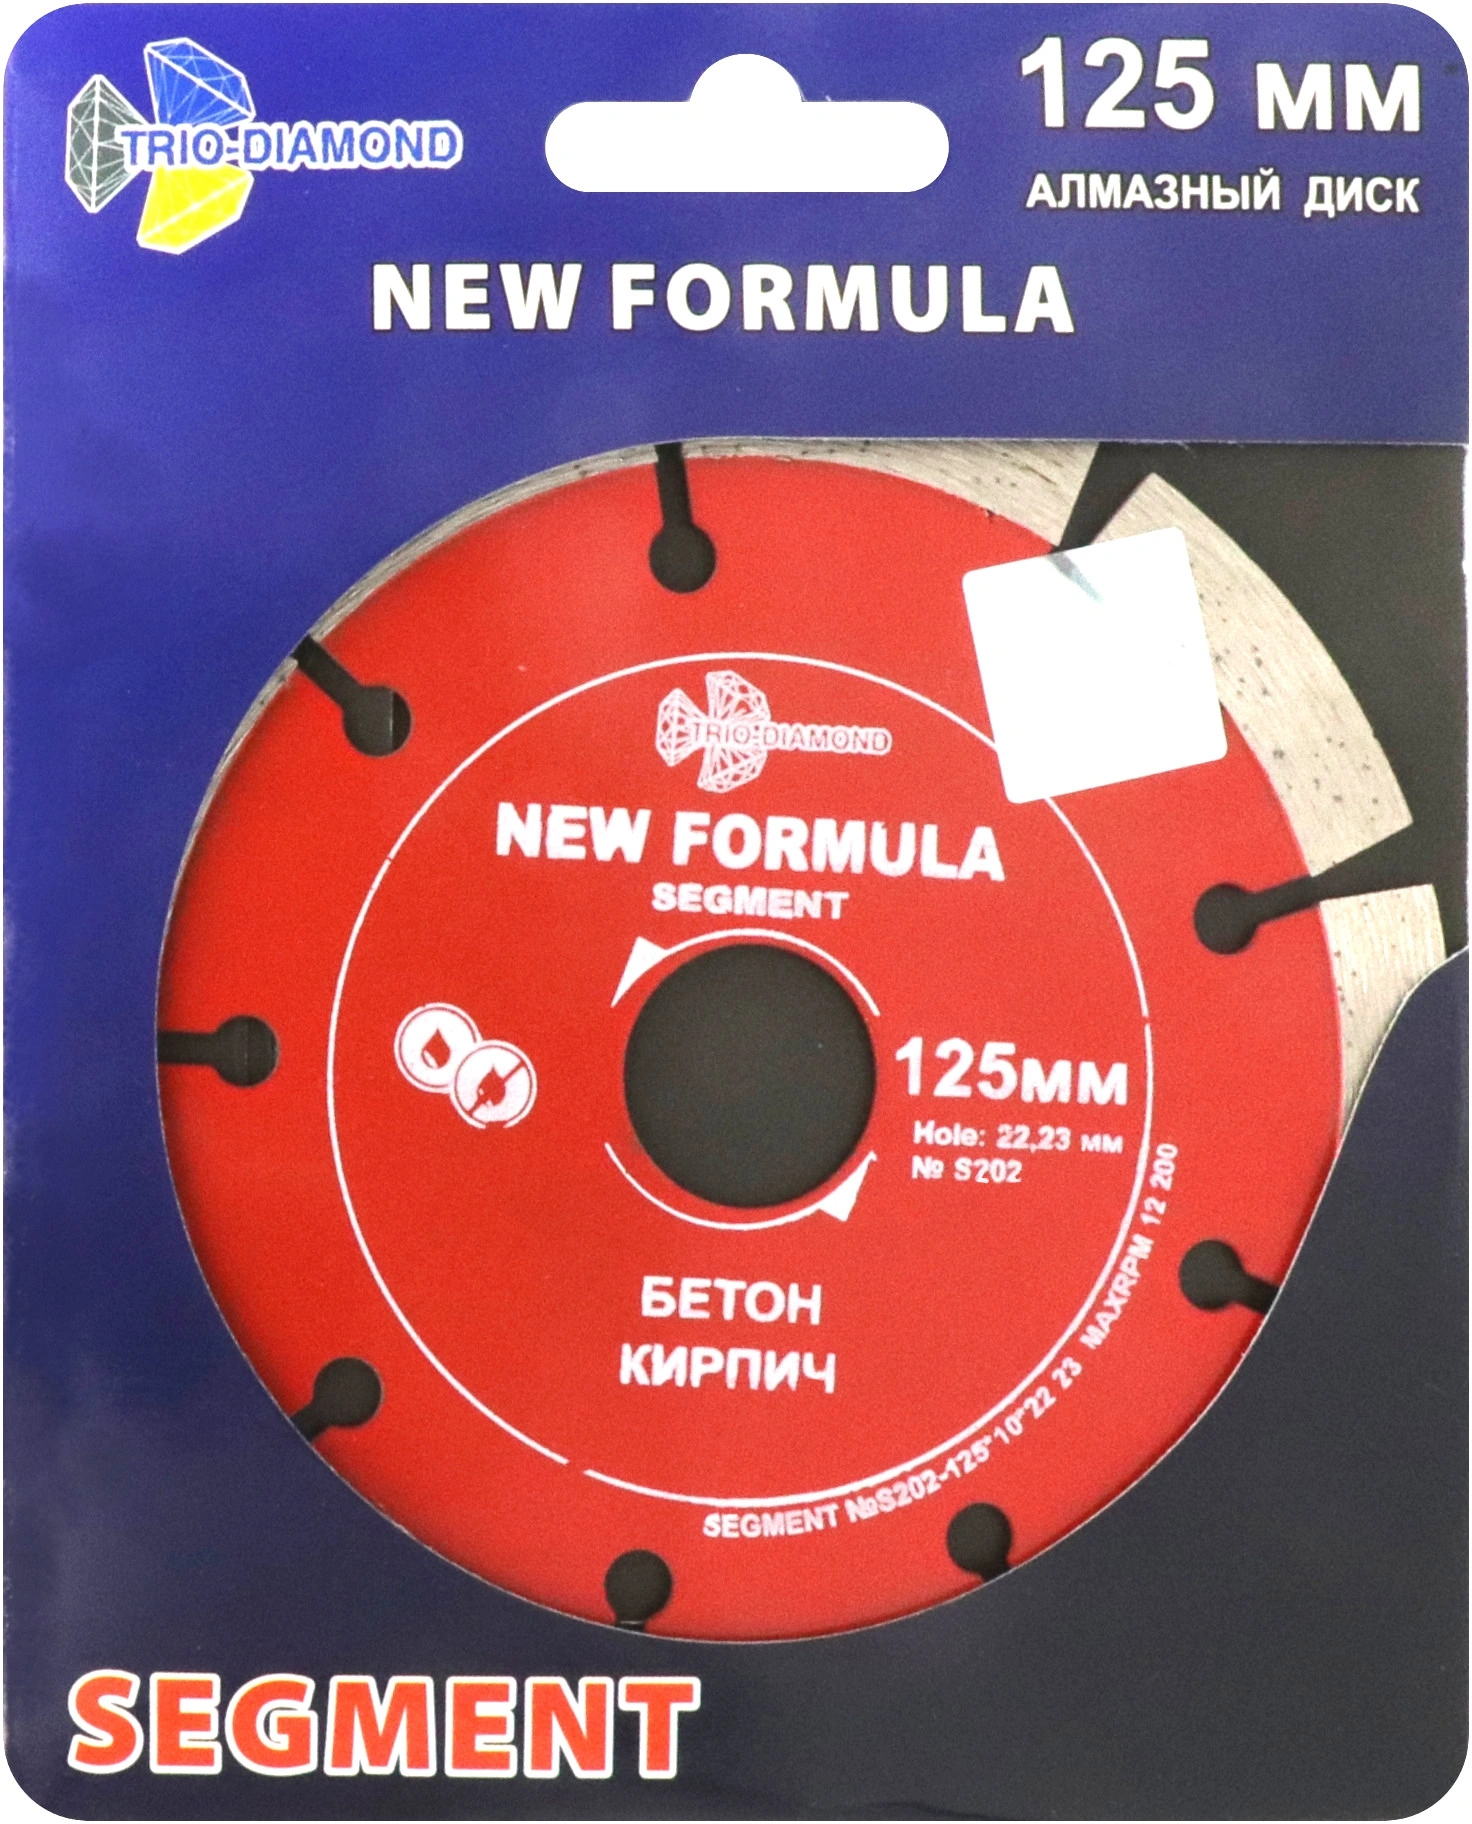 TRIO-DIAMOND
125 мм
АЛМАЗНЫЙ ДИСК
NEW FORMULA
TRIO-DIAMOND
NEW FORMULA
SEGMENT
125мм
Hole: 22,23 мм
№ S202
БЕТОН
КИРПИЧ
SEGMENT №S202-125*10*22 23 MAXRPM 12 200
SEGMENT